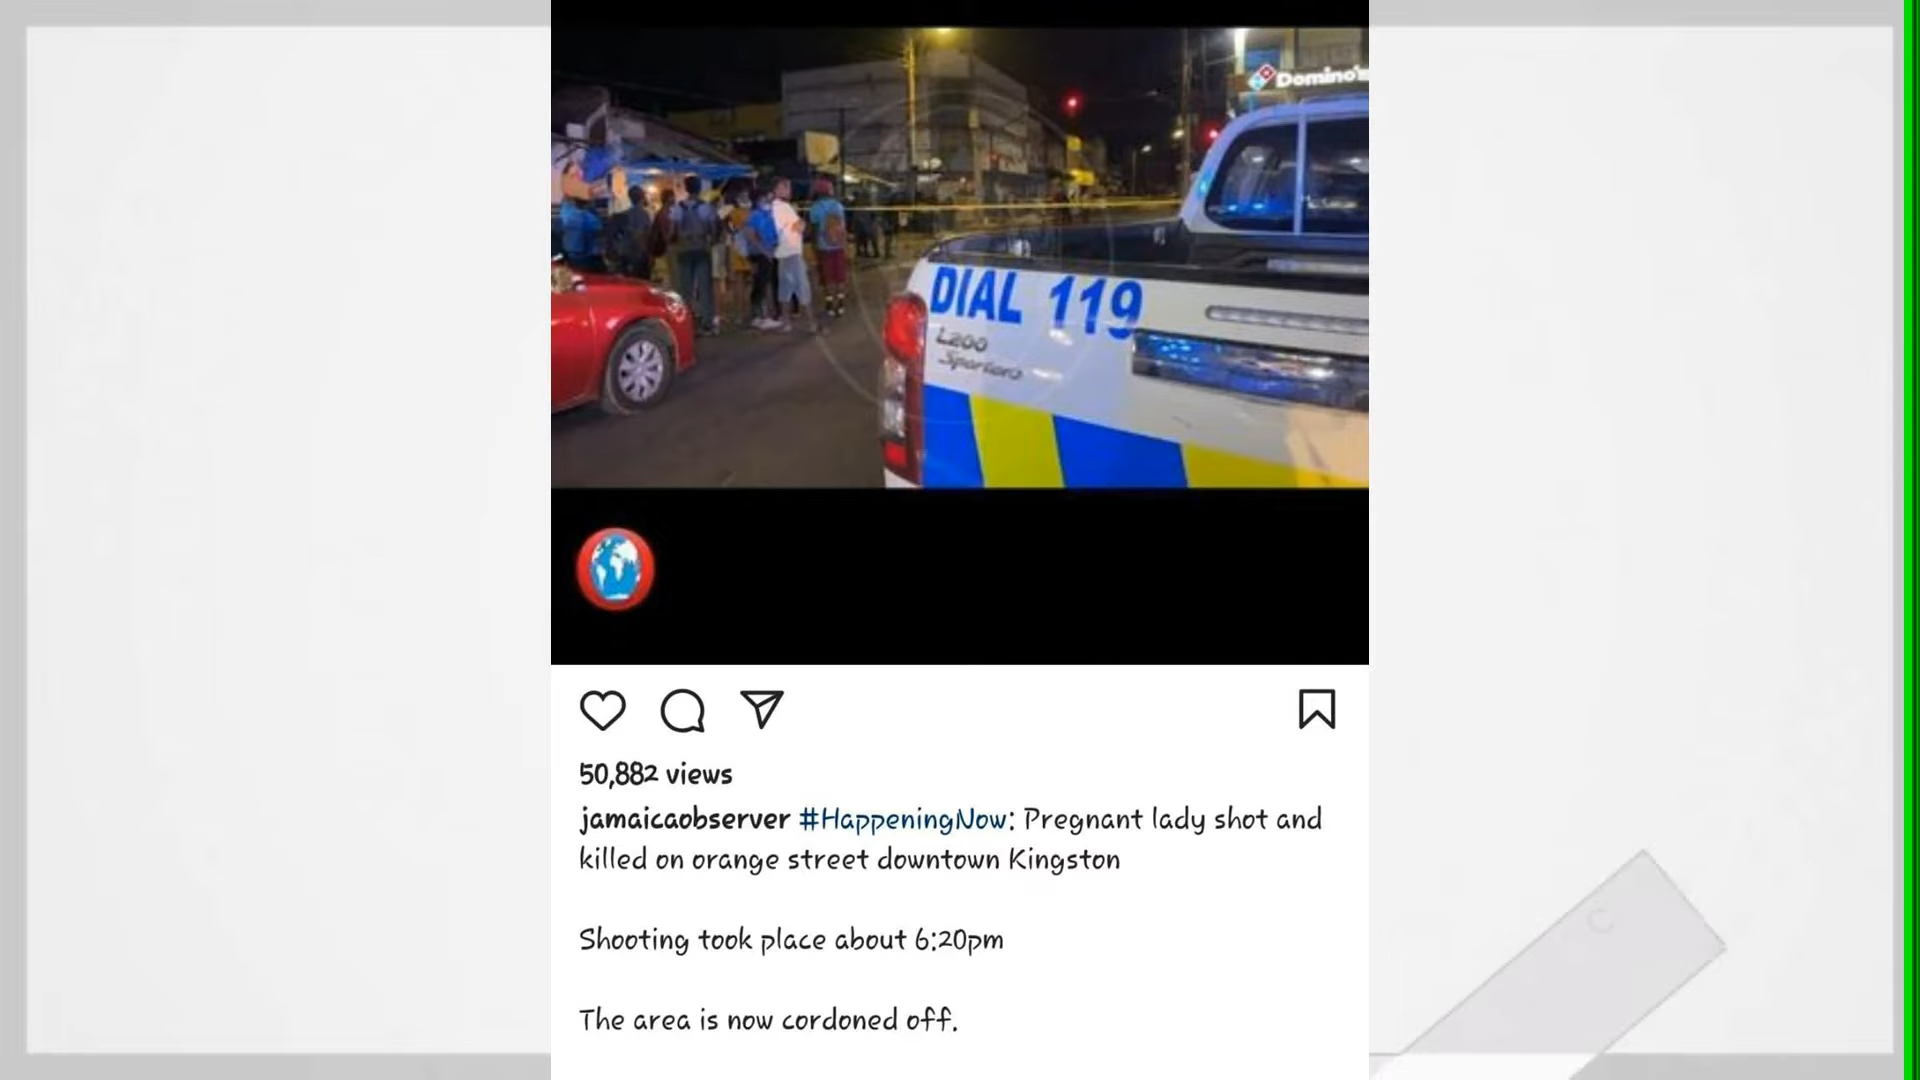 Domino's
DIAL 119
L200
Sportero
50,882 views
jamaicaobserver #HappeningNow: Pregnant lady shot and
killed on orange street downtown Kingston
Shooting took place about 6:20pm
The area is now cordoned off.